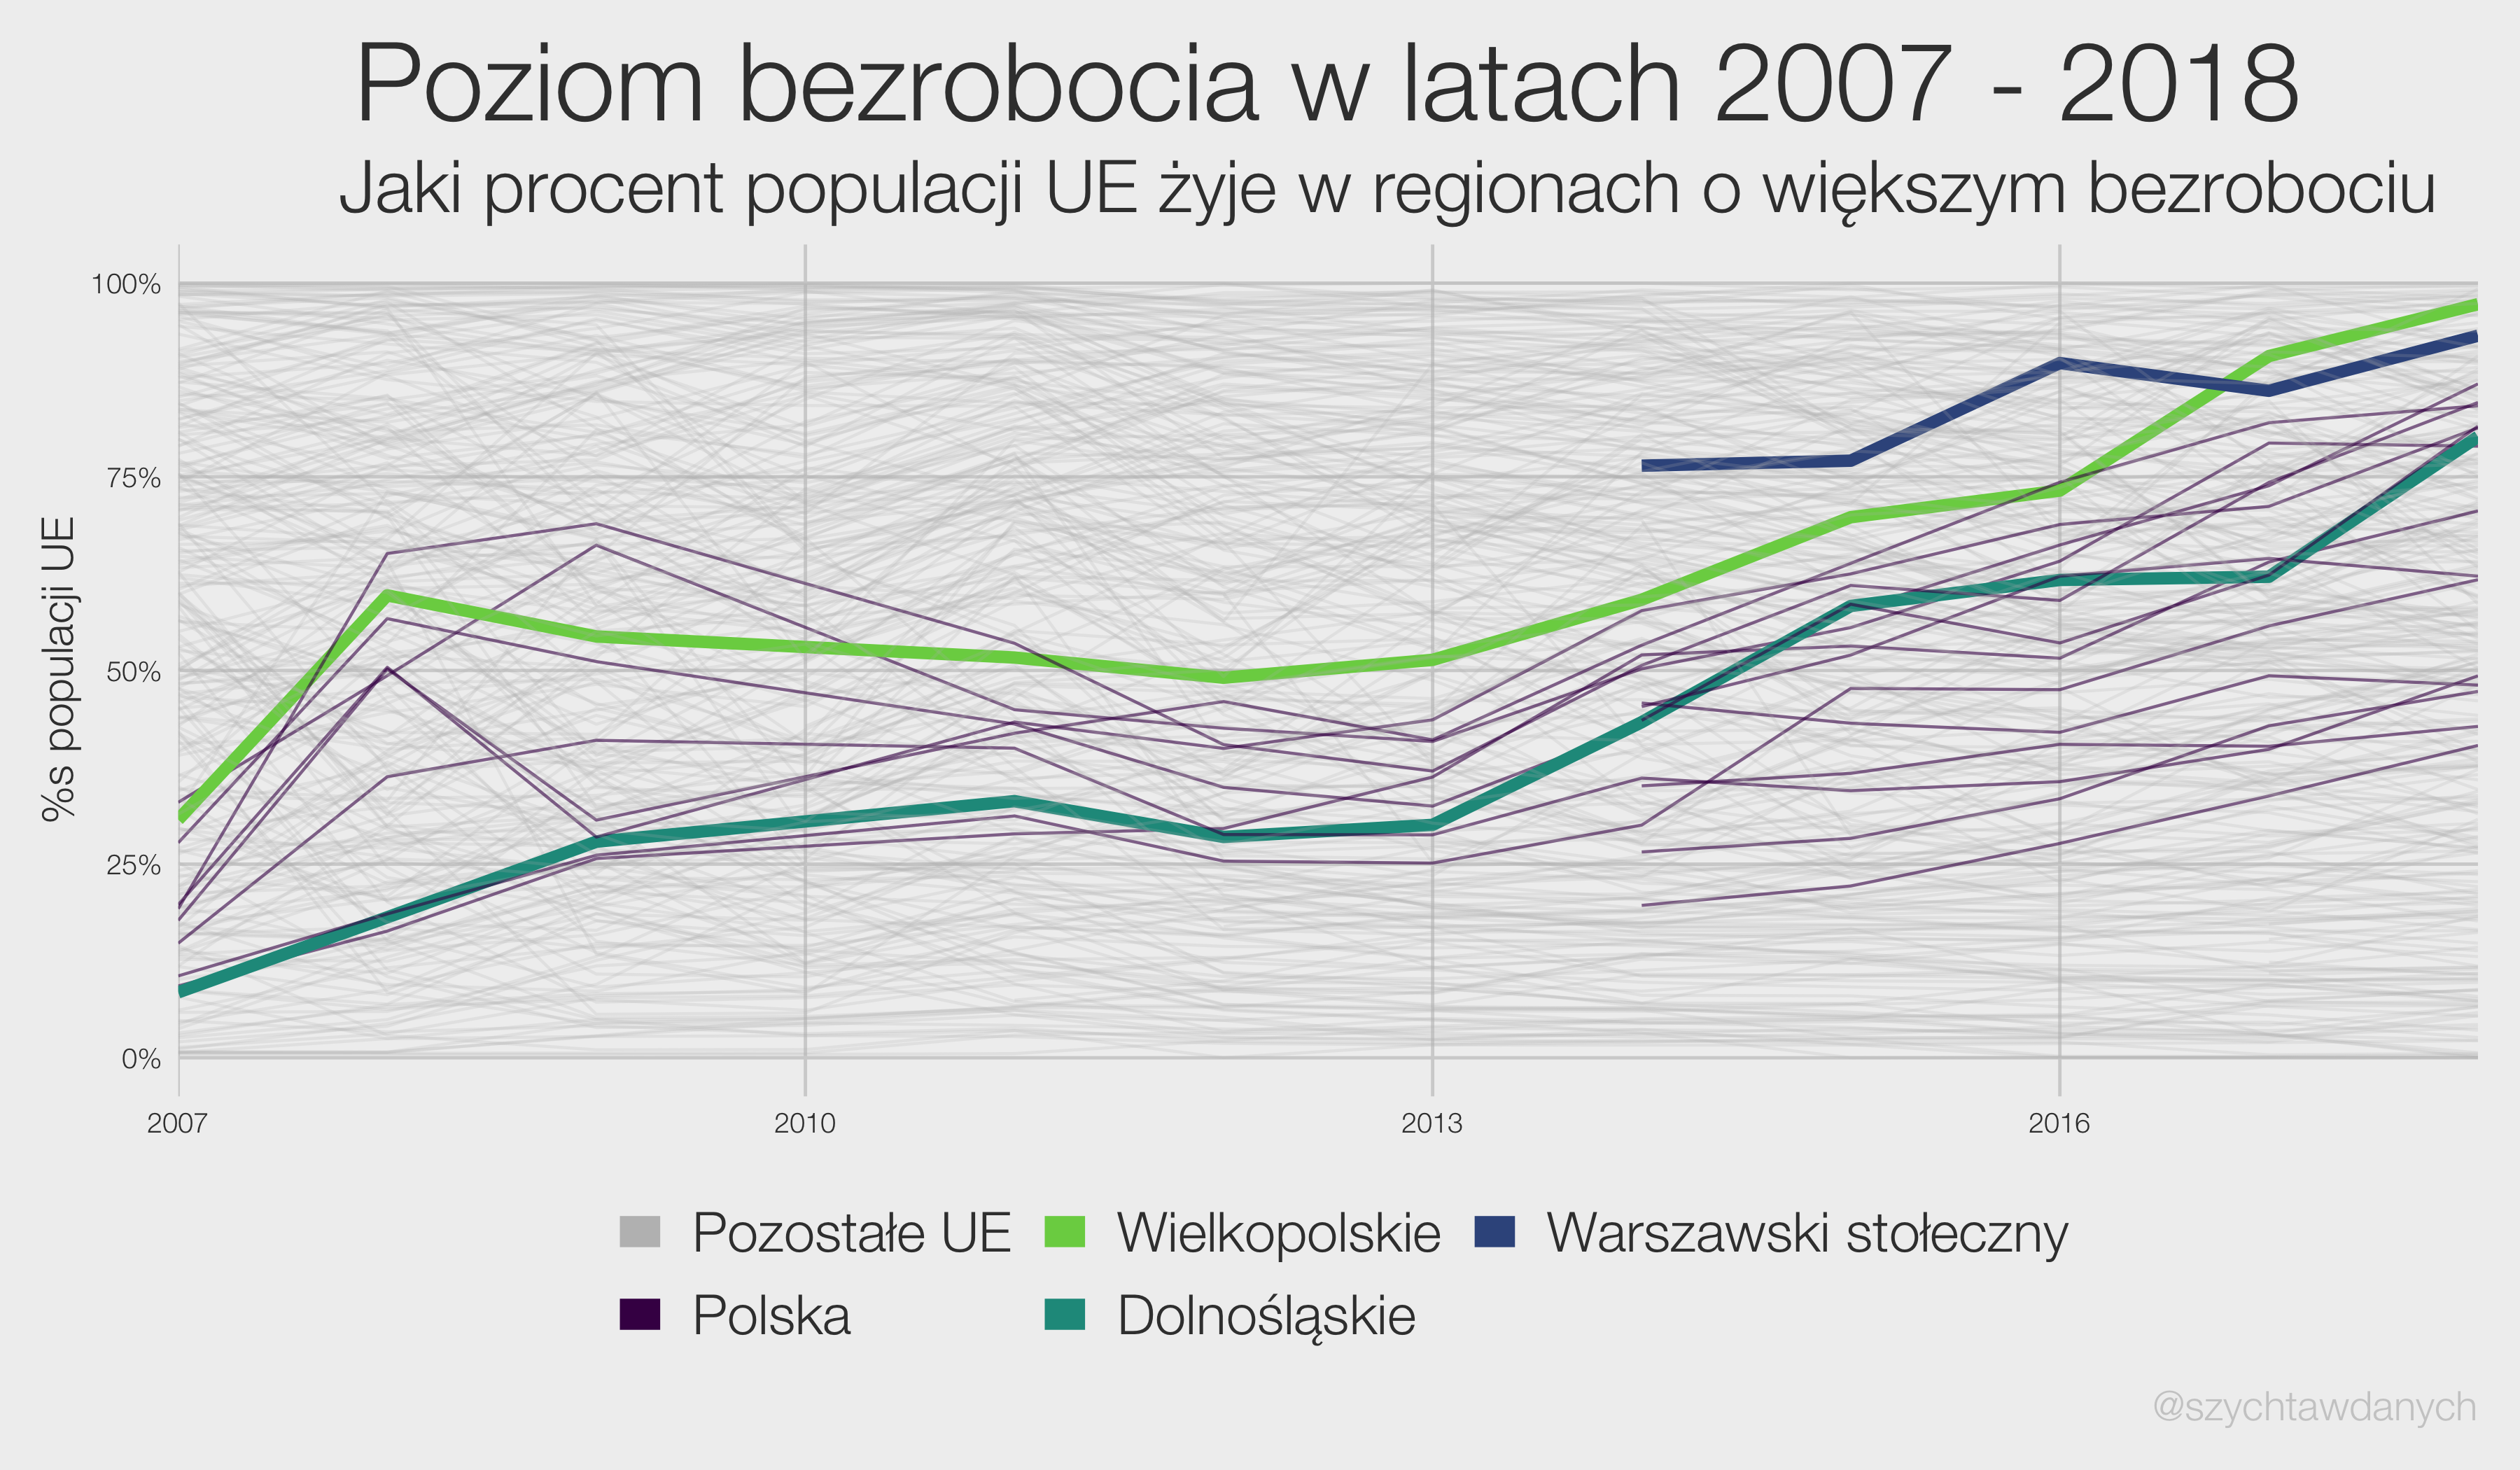 Poziom bezrobocia w latach 2007 - 2018
Jaki procent populacji UE żyje w regionach o większym bezrobociu
%s populacji UE
100%
75%
50%
25%
0%
2007
2010
2013
2016
Pozostałe UE
Wielkopolskie
Warszawski stołeczny
Polska
Dolnośląskie
@szychtawdanych